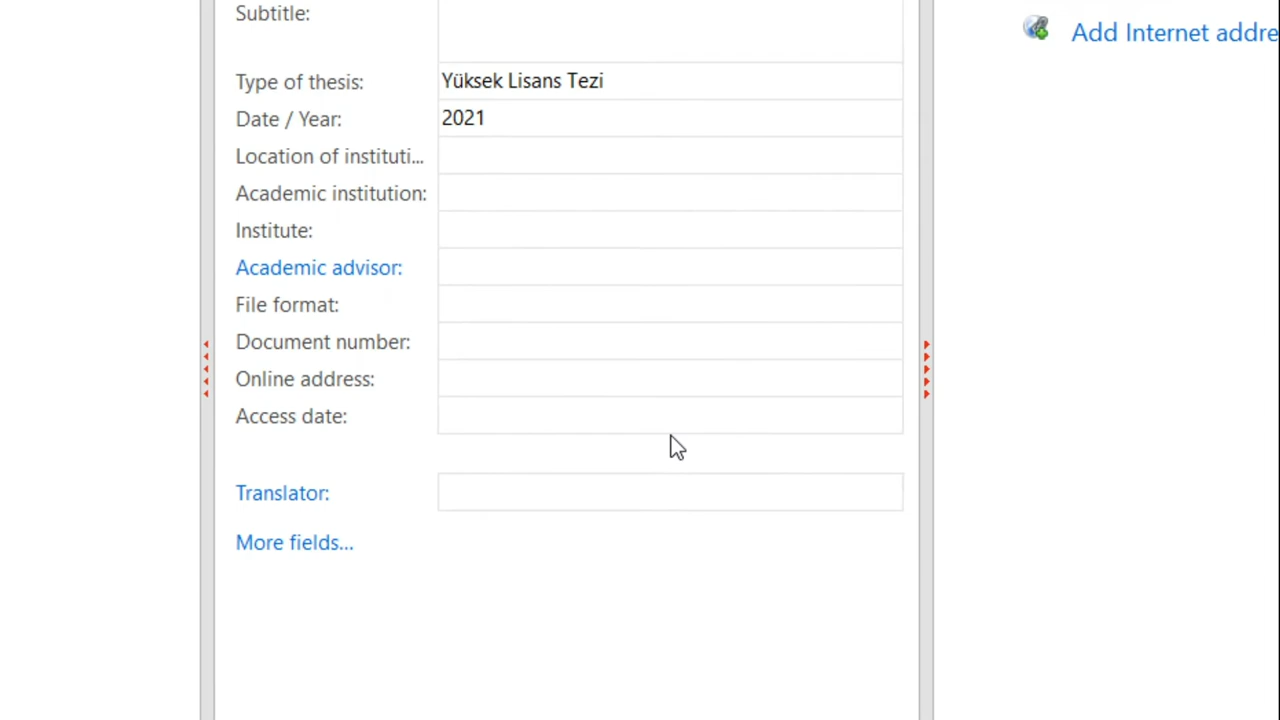 Subtitle:
Add Internet addre
Type of thesis: Yüksek Lisans Tezi
Date / Year: 2021
Location of instituti...
Academic institution:
Institute:
Academic advisor:
File format:
Document number:
Online address:
Access date:
Translator:
More fields...